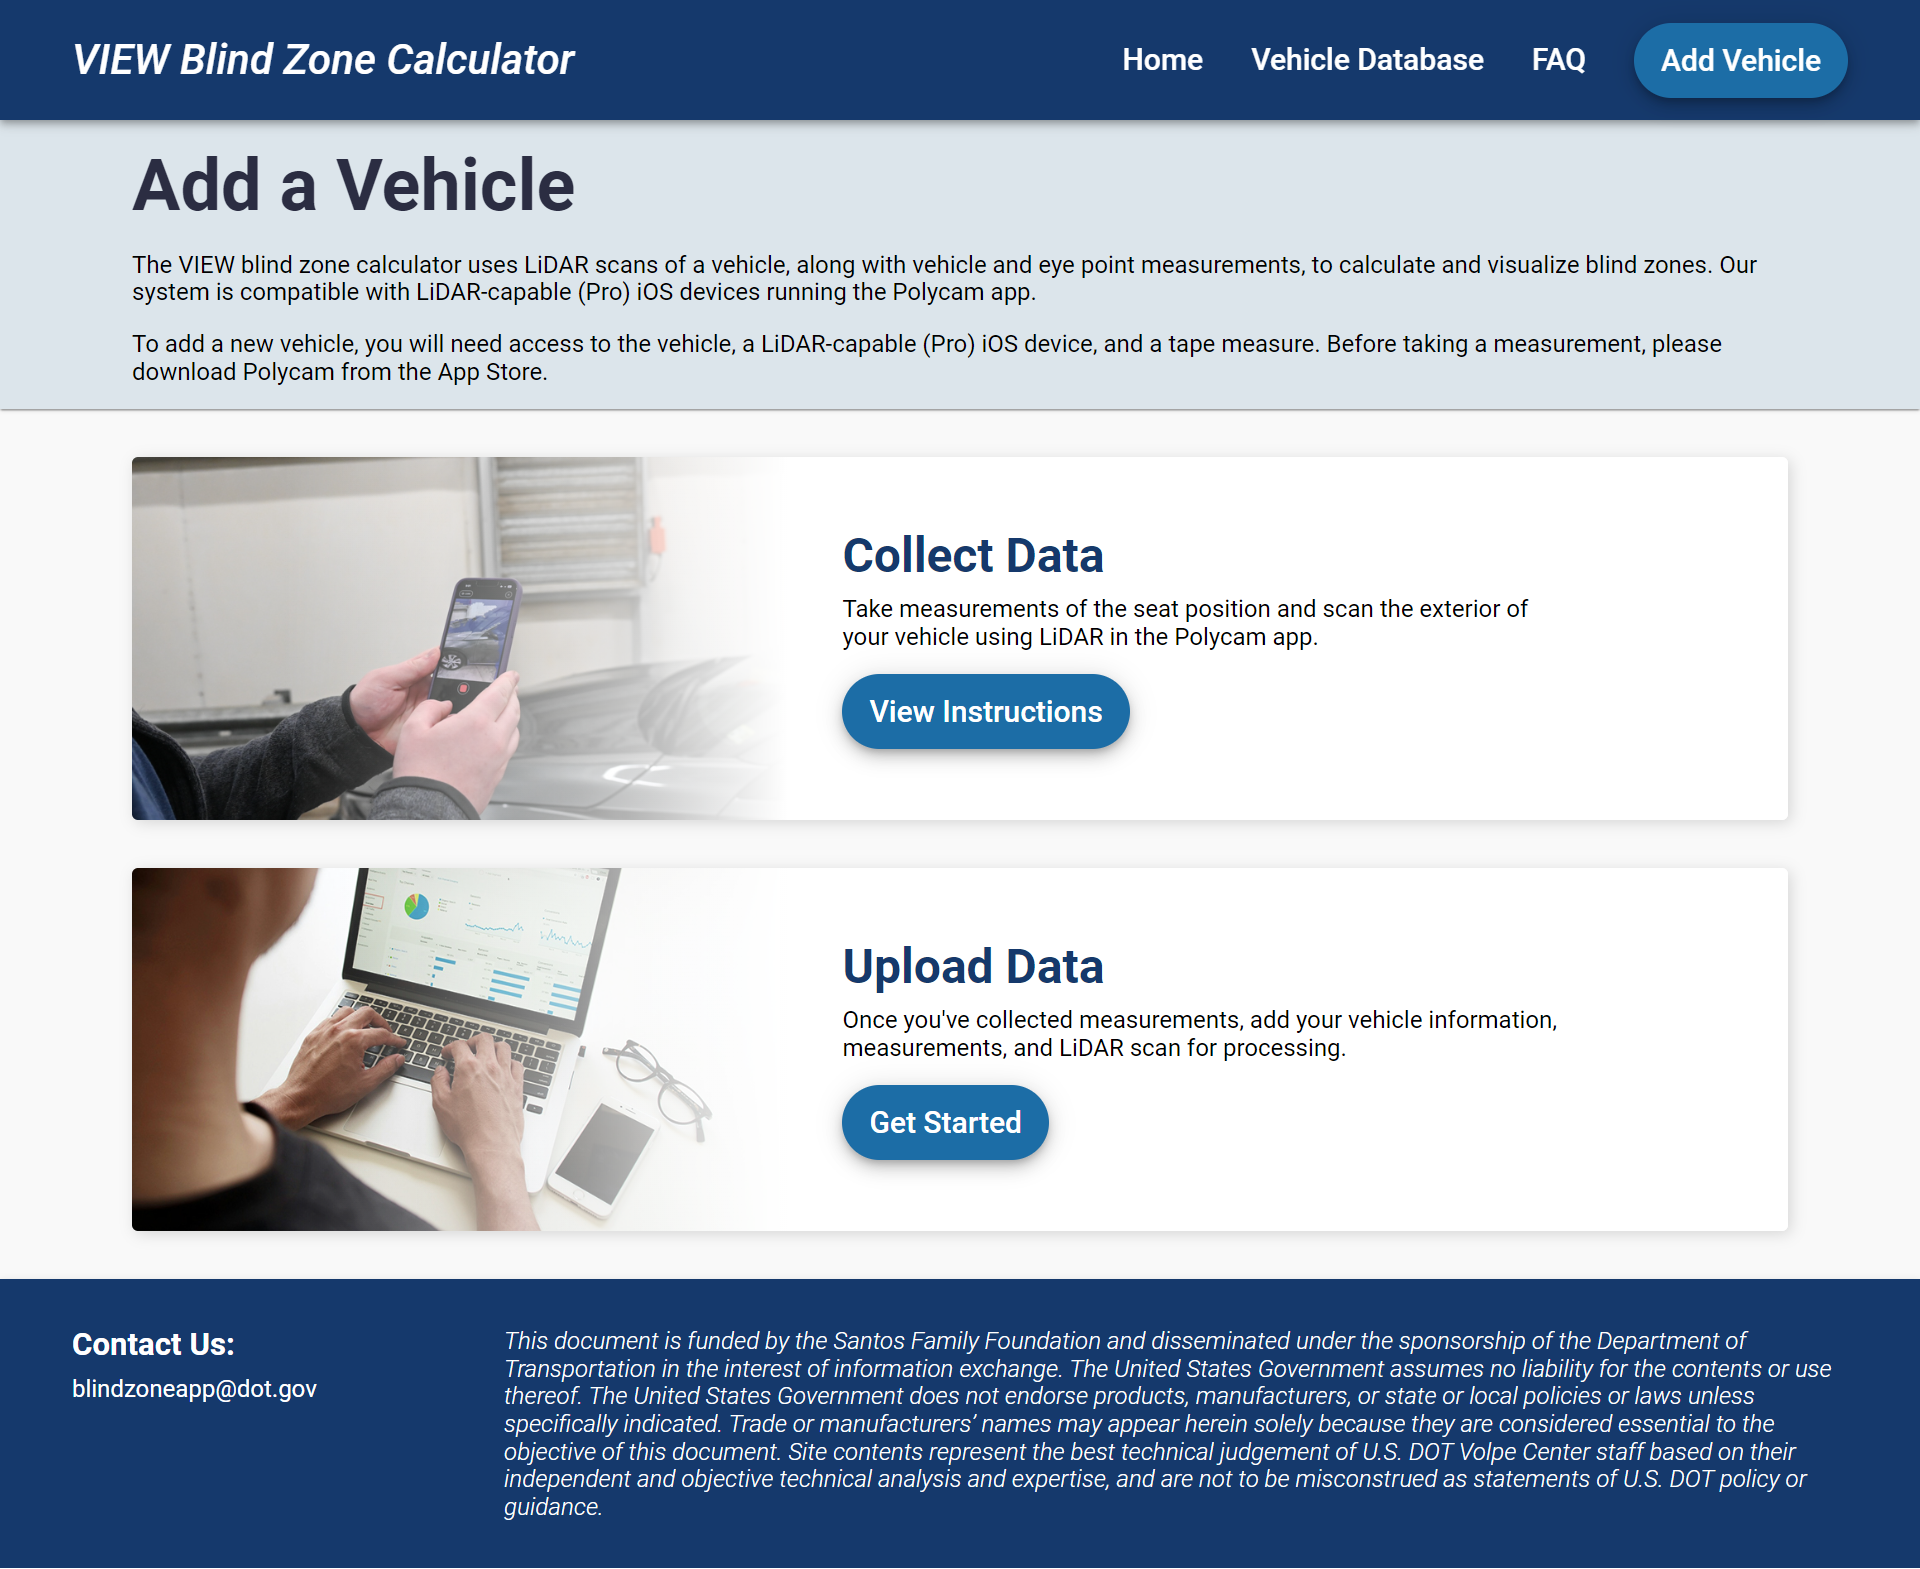 VIEW Blind Zone Calculator
Home
Vehicle Database
FAQ
Add Vehicle
Add a Vehicle
The VIEW blind zone calculator uses LiDAR scans of a vehicle, along with vehicle and eye point measurements, to calculate and visualize blind zones. Our
system is compatible with LiDAR-capable (Pro) iOS devices running the Polycam app.
To add a new vehicle, you will need access to the vehicle, a LiDAR-capable (Pro) iOS device, and a tape measure. Before taking a measurement, please
download Polycam from the App Store.
Collect Data
Take measurements of the seat position and scan the exterior of
your vehicle using LiDAR in the Polycam app.
View Instructions
Upload Data
Once you've collected measurements, add your vehicle information,
measurements, and LiDAR scan for processing.
Get Started
Contact Us:
blindzoneapp@dot.gov
This document is funded by the Santos Family Foundation and disseminated under the sponsorship of the Department of
Transportation in the interest of information exchange. The United States Government assumes no liability for the contents or use
thereof. The United States Government does not endorse products, manufacturers, or state or local policies or laws unless
specifically indicated. Trade or manufacturers’ names may appear herein solely because they are considered essential to the
objective of this document. Site contents represent the best technical judgement of U.S. DOT Volpe Center staff based on their
independent and objective technical analysis and expertise, and are not to be misconstrued as statements of U.S. DOT policy or
guidance.